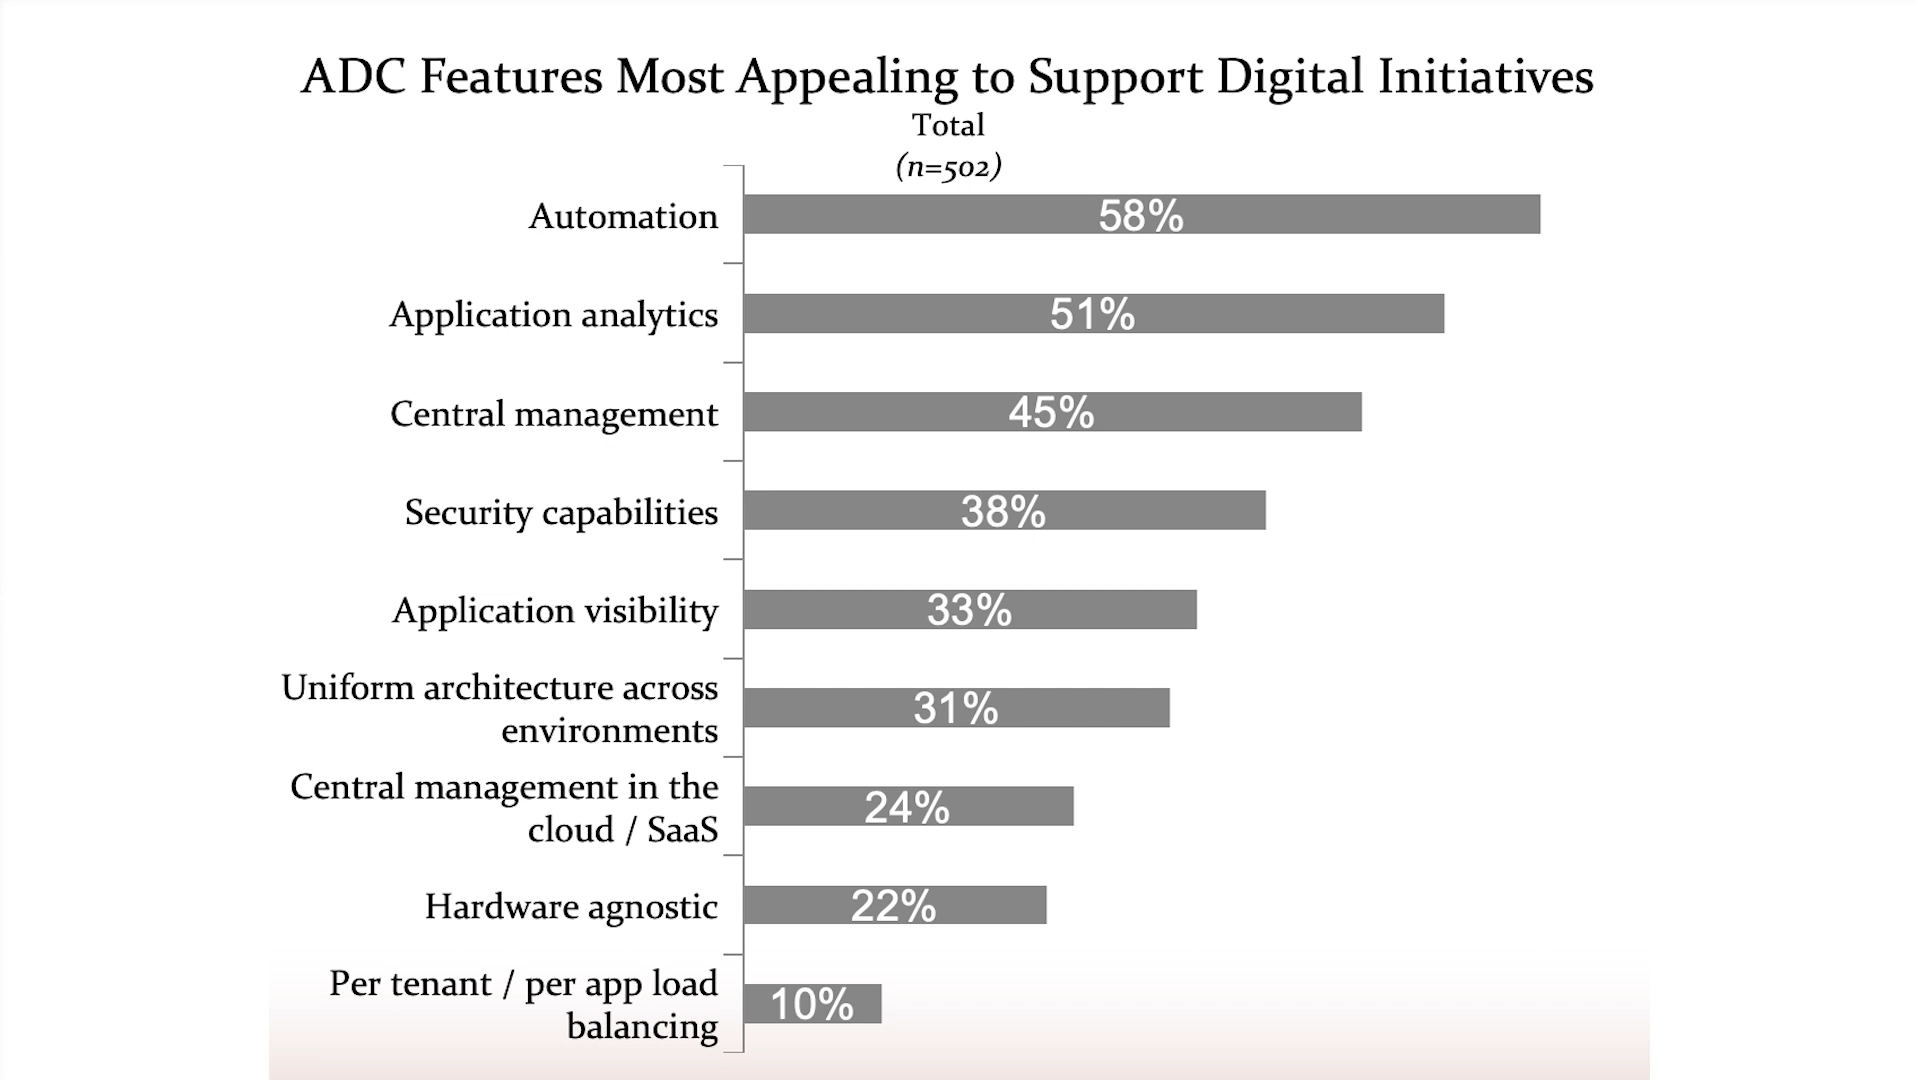 ADC Features Most Appealing to Support Digital Initiatives
Total
(n=502)
Automation
58%
Application analytics
51%
Central management
45%
Security capabilities
38%
Application visibility
33%
Uniform architecture across
environments
31%
Central management in the
cloud / SaaS
24%
Hardware agnostic
22%
Per tenant / per app load
balancing
10%